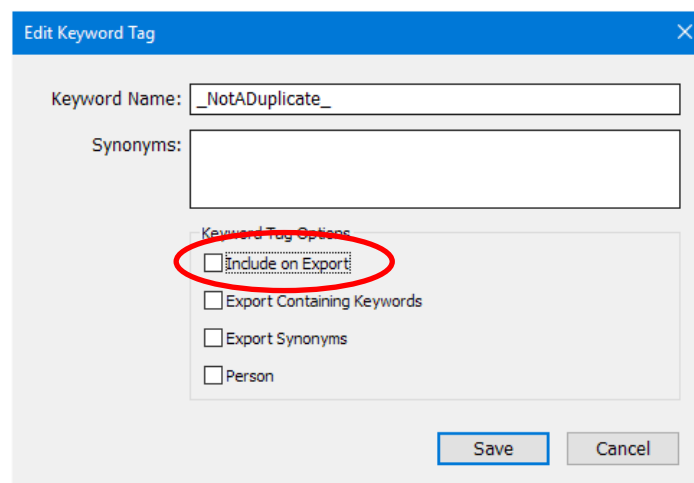 Edit Keyword Tag
Keyword Name: _NotADuplicate_
Synonyms:
Keyword Tag Options
Include on Export
Export Containing Keywords
Export Synonyms
Person
Save Cancel